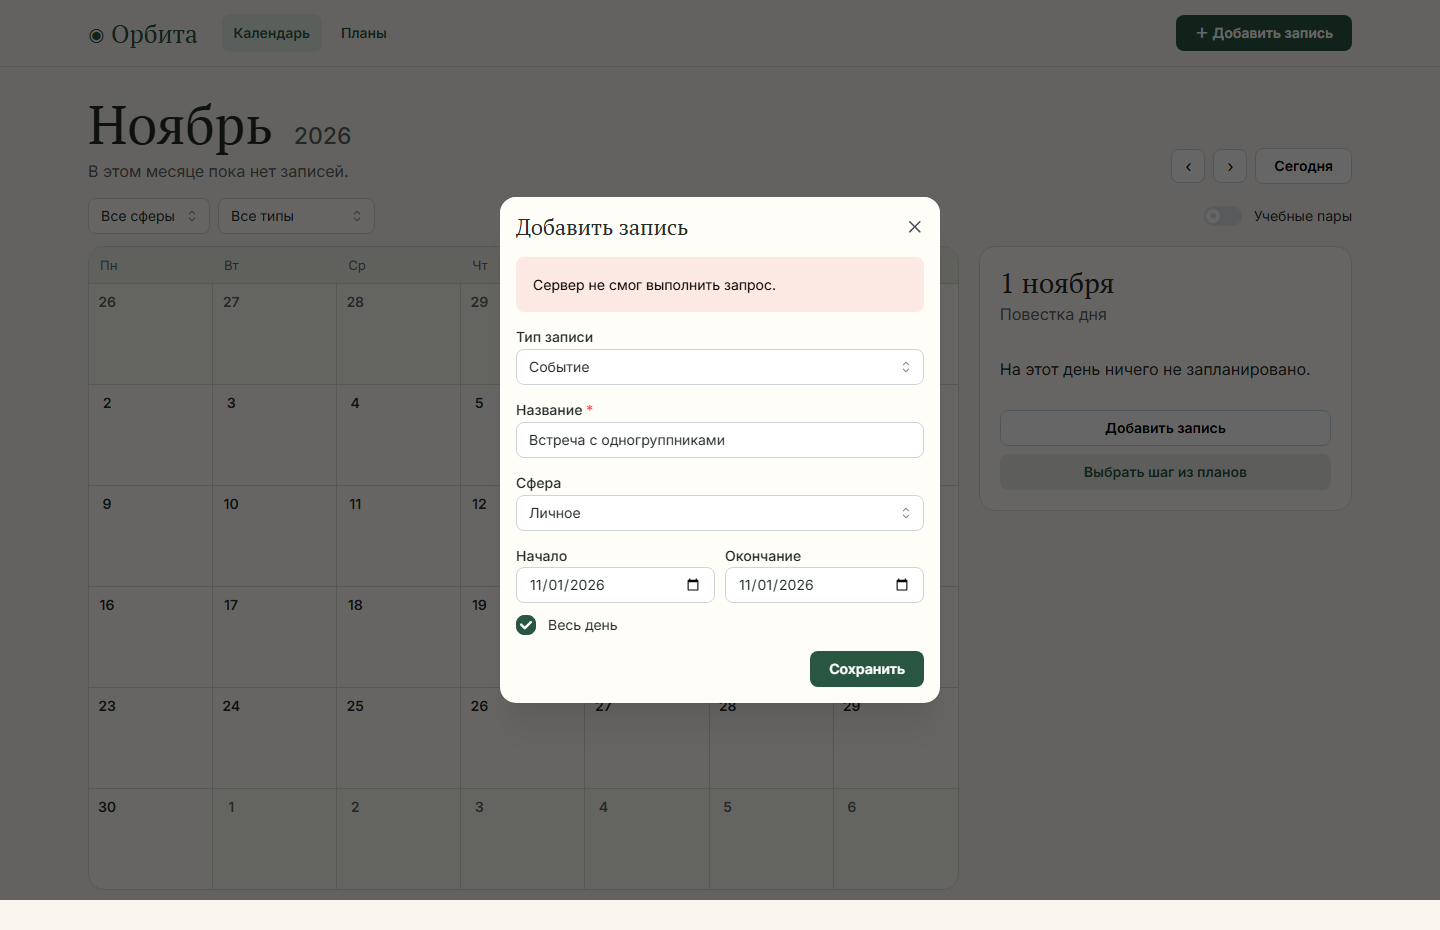 Орбита Календарь Планы + Добавить запись
Ноябрь 2026
В этом месяце пока нет записей.
‹ › Сегодня
Все сферы Все типы Учебные пары
Добавить запись
Сервер не смог выполнить запрос.
Тип записи
Событие
Название *
Встреча с одногруппниками
Сфера
Личное
Начало Окончание
11/01/2026 11/01/2026
Весь день
Сохранить
Пн Вт Ср Чт
26 27 28 29
2 3 4 5
9 10 11 12
16 17 18 19
23 24 25 26 27 28 29
30 1 2 3 4 5 6
1 ноября
Повестка дня
На этот день ничего не запланировано.
Добавить запись
Выбрать шаг из планов